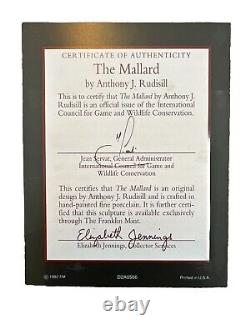 CERTIFICATE OF AUTHENTICITY
The Mallard
by Anthony J. Rudisill
This is to certify that The Mallard by Anthony J.
Rudisill is an official issue of the International
Council for Game and Wildlife Conservation.
Jean Servat, General Administrator
International Council for Game and
Wildlife Conservation
This certifies that The Mallard is an original
design by Anthony J. Rudisill and is crafted in
hand-painted fine porcelain. It is further certified
that this sculpture is available exclusively
through The Franklin Mint.
Elizabeth Jennings
Elizabeth Jennings, Collector Services
Printed in U.S.A.